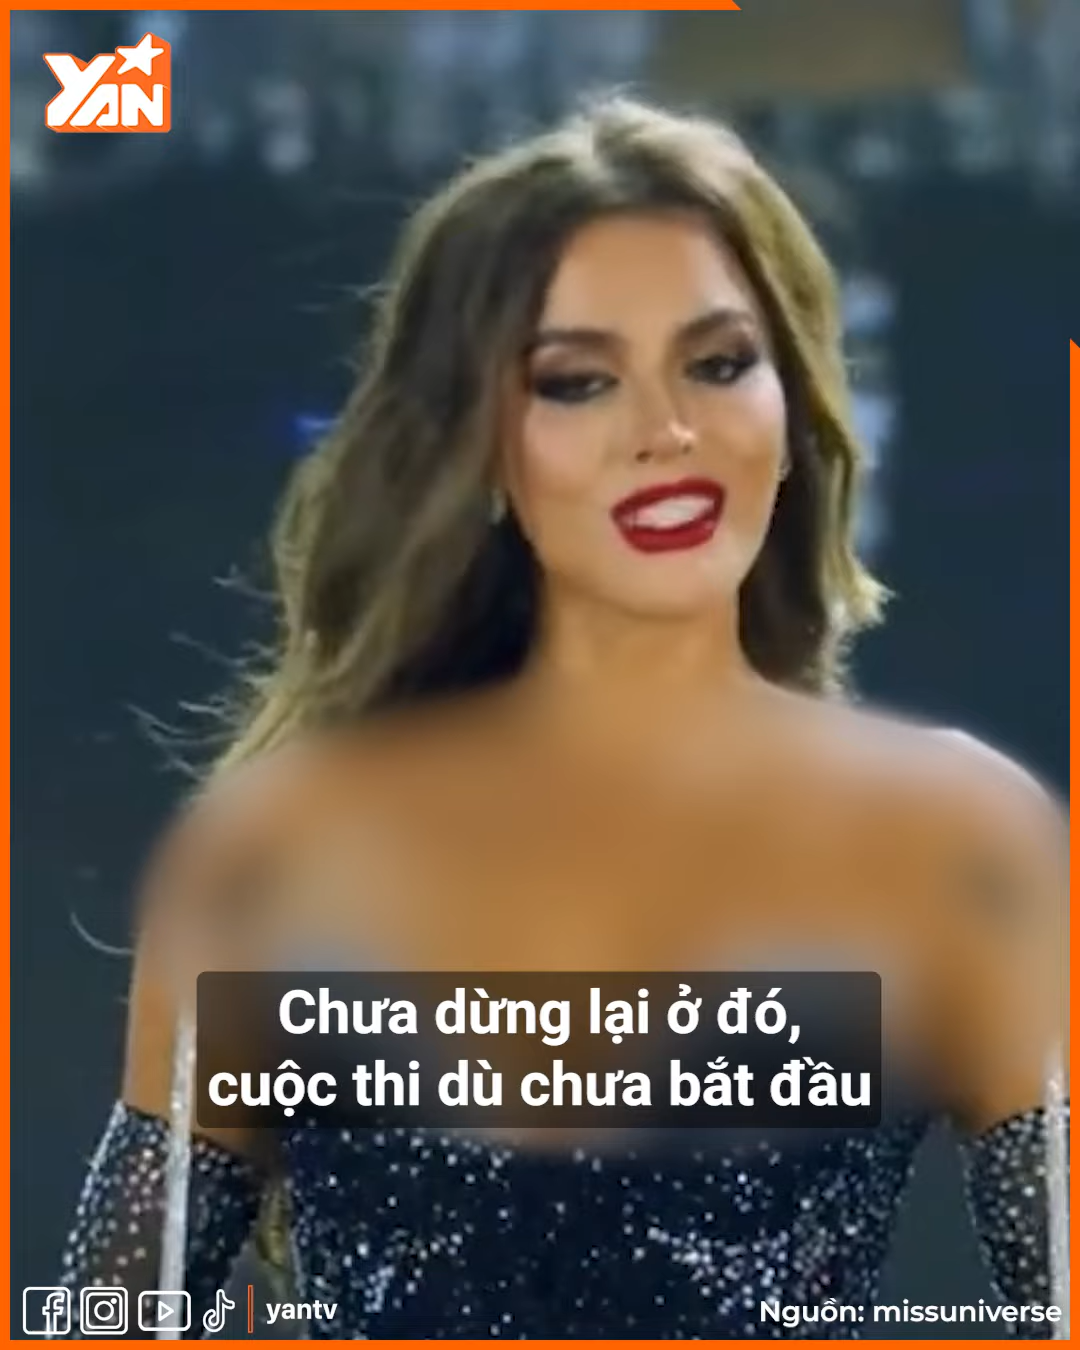 YAN
Chưa dừng lại ở đó,
cuộc thi dù chưa bắt đầu
yantv
Nguồn: missuniverse